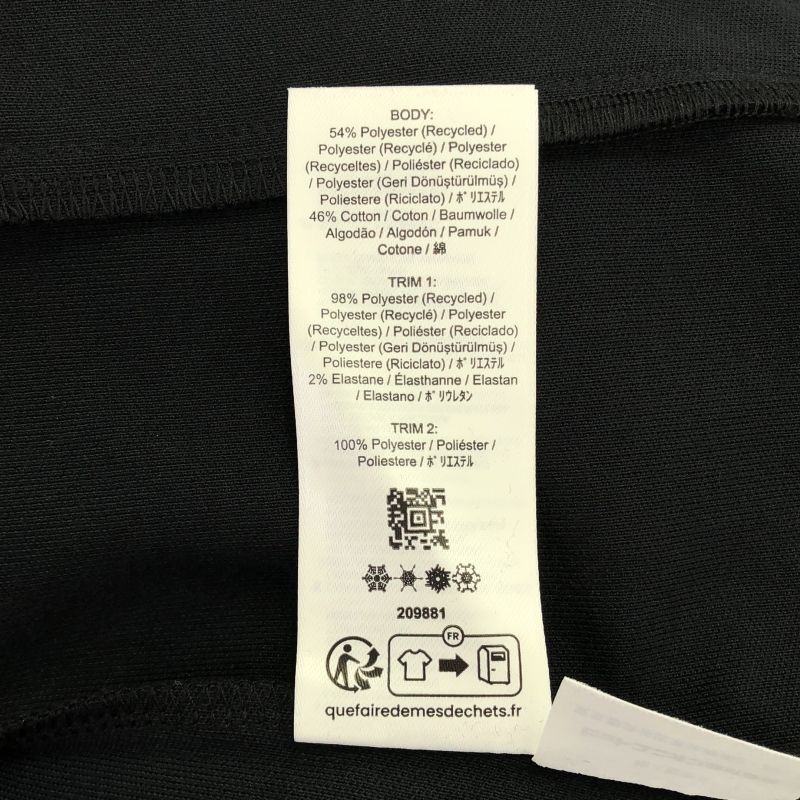 BODY:
54% Polyester (Recycled) /
Polyester (Recyclé) / Polyester
(Recyceltes) / Poliéster (Reciclado)
/ Polyester (Geri Dönüştürülmüş) /
Poliestere (Riciclato) / ﾎﾟﾘｴｽﾃﾙ
46% Cotton / Coton / Baumwolle /
Algodão / Algodón / Pamuk /
Cotone / 綿
TRIM 1:
98% Polyester (Recycled) /
Polyester (Recyclé) / Polyester
(Recyceltes) / Poliéster (Reciclado)
/ Polyester (Geri Dönüştürülmüş) /
Poliestere (Riciclato) / ﾎﾟﾘｴｽﾃﾙ
2% Elastane / Élasthanne / Elastan
/ Elastano / ﾎﾟﾘｳﾚﾀﾝ
TRIM 2:
100% Polyester / Poliéster /
Poliestere / ﾎﾟﾘｴｽﾃﾙ
209881
FR
quefairedemesdechets.fr